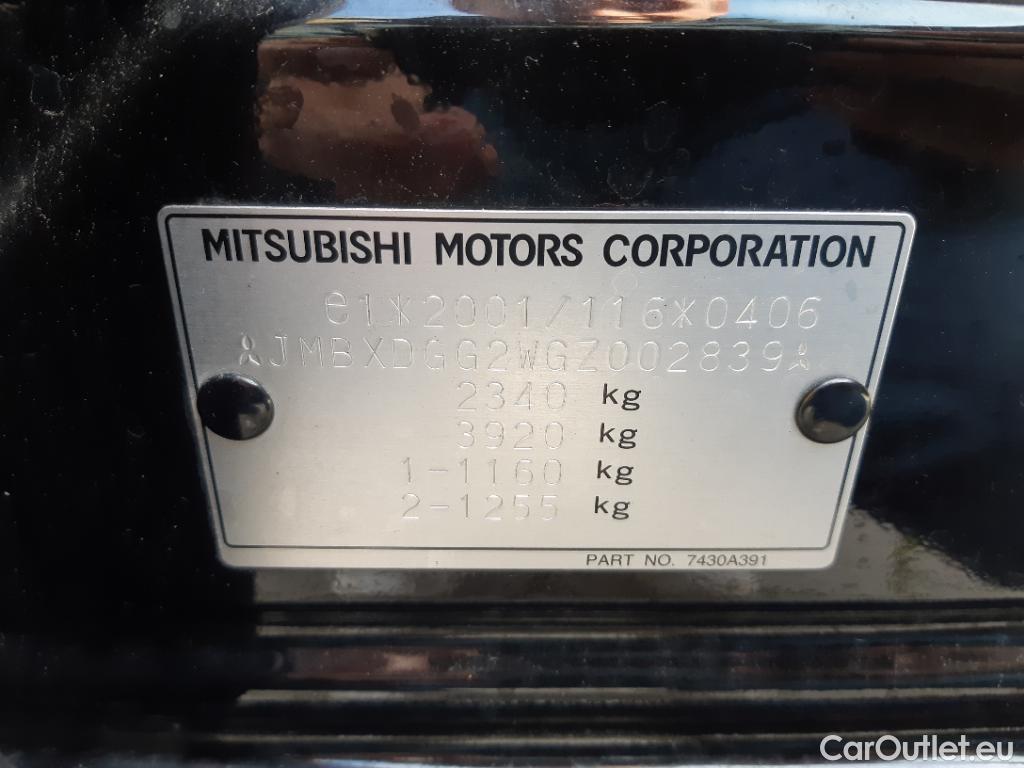 MITSUBISHI MOTORS CORPORATION
e1*2001/116*0406
JMBXDGG2WGZ002839
2340 kg
3920 kg
1-1160 kg
2-1255 kg
PART NO. 7430A391
CarOutlet.eu